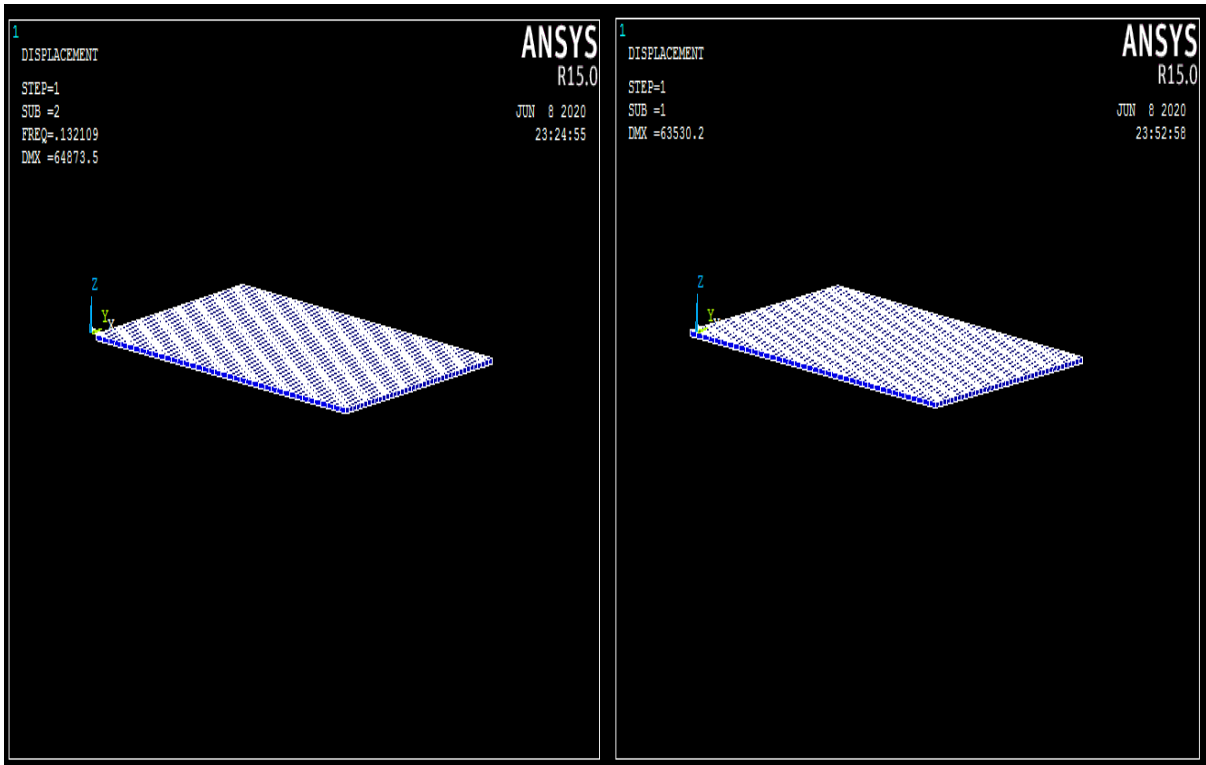 1
DISPLACEMENT
STEP=1
SUB =2
FREQ=.132109
DMX =64873.5
ANSYS
R15.0
JUN 8 2020
23:24:55
Z
Y
X
1
DISPLACEMENT
STEP=1
SUB =1
DMX =63530.2
ANSYS
R15.0
JUN 8 2020
23:52:58
Z
Y